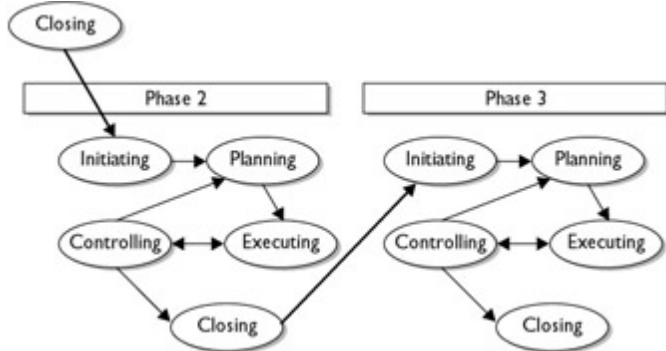 Closing
Phase 2
Phase 3
Initiating
Planning
Initiating
Planning
Controlling
Executing
Controlling
Executing
Closing
Closing